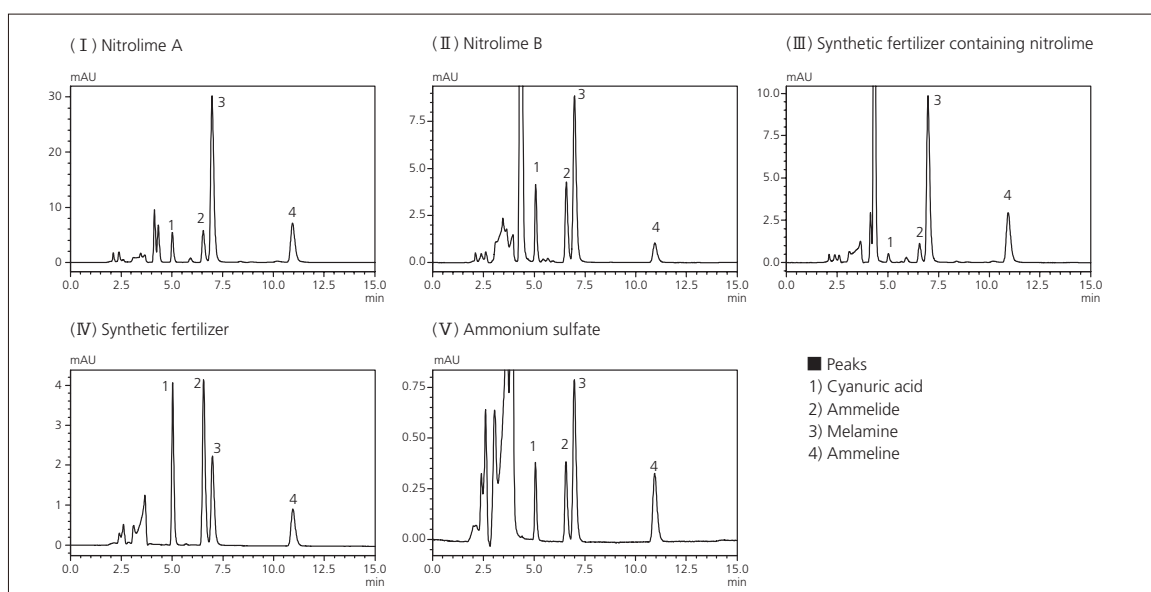 (Ⅰ) Nitrolime A
mAU
30
20
10
0
1
2
3
4
0.0 2.5 5.0 7.5 10.0 12.5 15.0
min
(Ⅱ) Nitrolime B
mAU
7.5
5.0
2.5
0.0
1
2
3
4
0.0 2.5 5.0 7.5 10.0 12.5 15.0
min
(Ⅲ) Synthetic fertilizer containing nitrolime
mAU
10.0
7.5
5.0
2.5
0.0
1
2
3
4
0.0 2.5 5.0 7.5 10.0 12.5 15.0
min
(Ⅳ) Synthetic fertilizer
mAU
4
3
2
1
0
1
2
3
4
0.0 2.5 5.0 7.5 10.0 12.5 15.0
min
(Ⅴ) Ammonium sulfate
mAU
0.75
0.50
0.25
0.00
1
2
3
4
0.0 2.5 5.0 7.5 10.0 12.5 15.0
min
■ Peaks
1) Cyanuric acid
2) Ammelide
3) Melamine
4) Ammeline